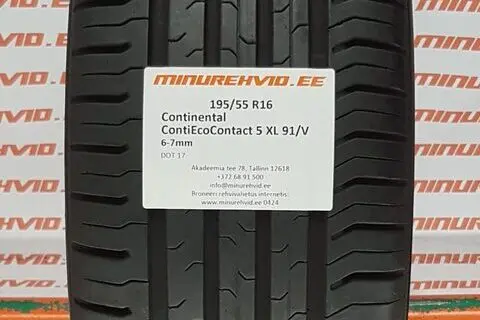 MINUREHVID.EE
195/55 R16
Continental
ContiEcoContact 5 XL 91/V
6-7mm
DOT 17
Akadeemia tee 78, Tallinn 12618
+372 68 91 500
info@minurehvid.ee
Broneeri rehvivahetus internetis:
www.minurehvid.ee 0424